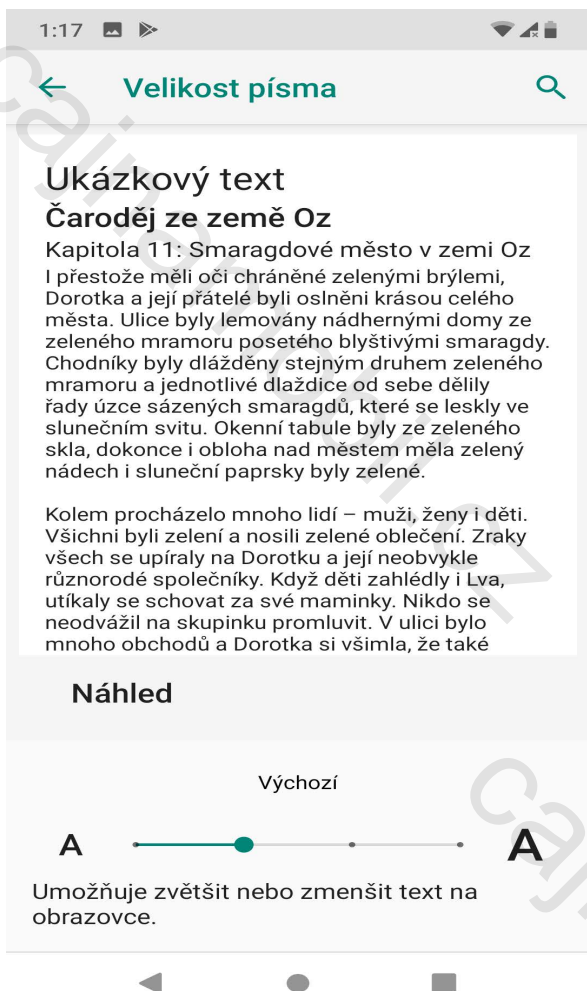 1:17
Velikost písma
Ukázkový text
Čaroděj ze země Oz
Kapitola 11: Smaragdové město v zemi Oz
I přestože měli oči chráněné zelenými brýlemi,
Dorotka a její přátelé byli oslněni krásou celého
města. Ulice byly lemovány nádhernými domy ze
zeleného mramoru posetého blyštivými smaragdy.
Chodníky byly dlážděny stejným druhem zeleného
mramoru a jednotlivé dlaždice od sebe dělily
řady úzce sázených smaragdů, které se leskly ve
slunečním svitu. Okenní tabule byly ze zeleného
skla, dokonce i obloha nad městem měla zelený
nádech i sluneční paprsky byly zelené.
Kolem procházelo mnoho lidí – muži, ženy i děti.
Všichni byli zelení a nosili zelené oblečení. Zraky
všech se upíraly na Dorotku a její neobvykle
různorodé společníky. Když děti zahlédly i Lva,
utíkaly se schovat za své maminky. Nikdo se
neodvážil na skupinku promluvit. V ulici bylo
mnoho obchodů a Dorotka si všimla, že také
Náhled
Výchozí
A A
Umožňuje zvětšit nebo zmenšit text na
obrazovce.
cajnamobil.cz